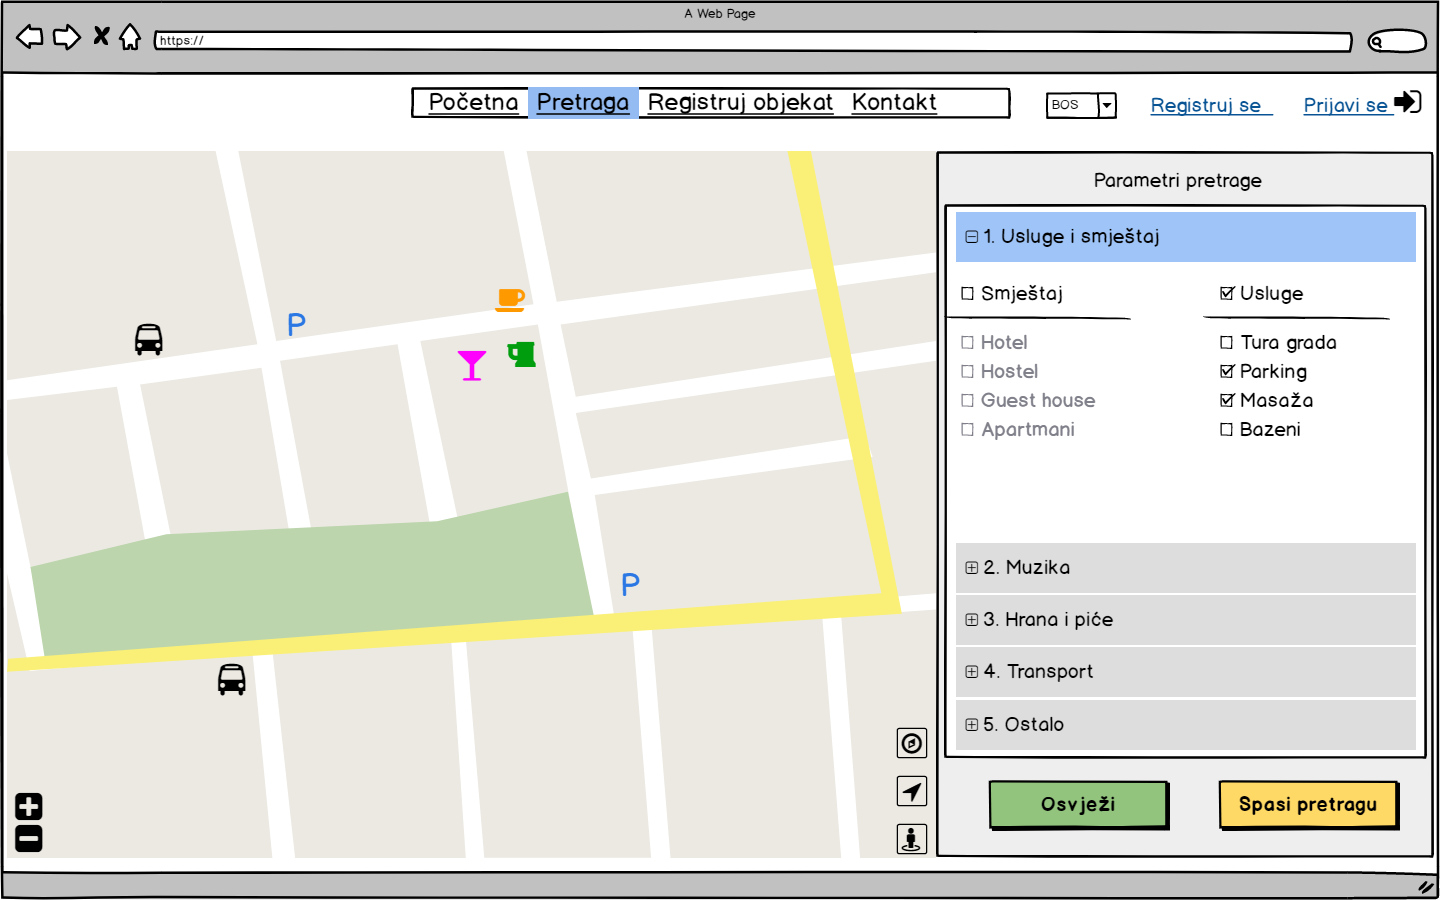 A Web Page
https://
Početna Pretraga Registruj objekat Kontakt
BOS
Registruj se
Prijavi se
Parametri pretrage
1. Usluge i smještaj
Smještaj
Usluge
Hotel
Tura grada
Hostel
Parking
Guest house
Masaža
Apartmani
Bazeni
P
P
2. Muzika
3. Hrana i piće
4. Transport
5. Ostalo
Osvježi
Spasi pretragu